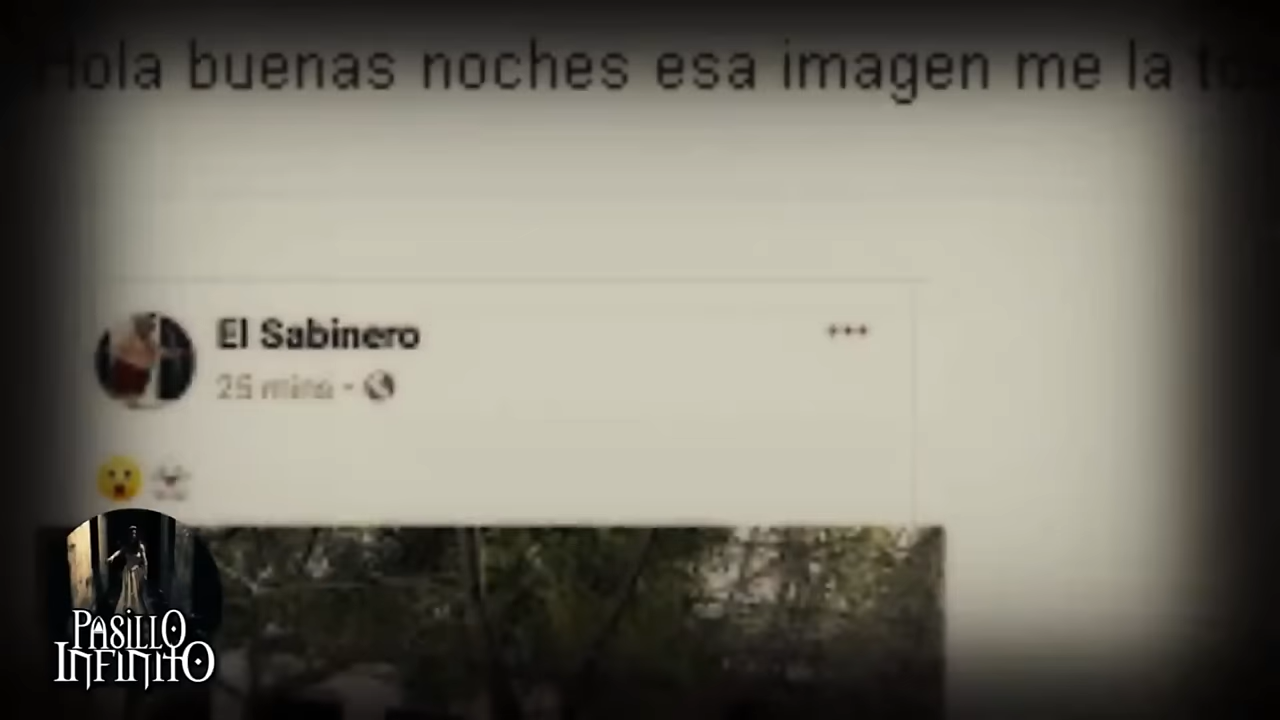 Hola buenas noches esa imagen me la
El Sabinero
25 mins
PASILLO
INFINITO